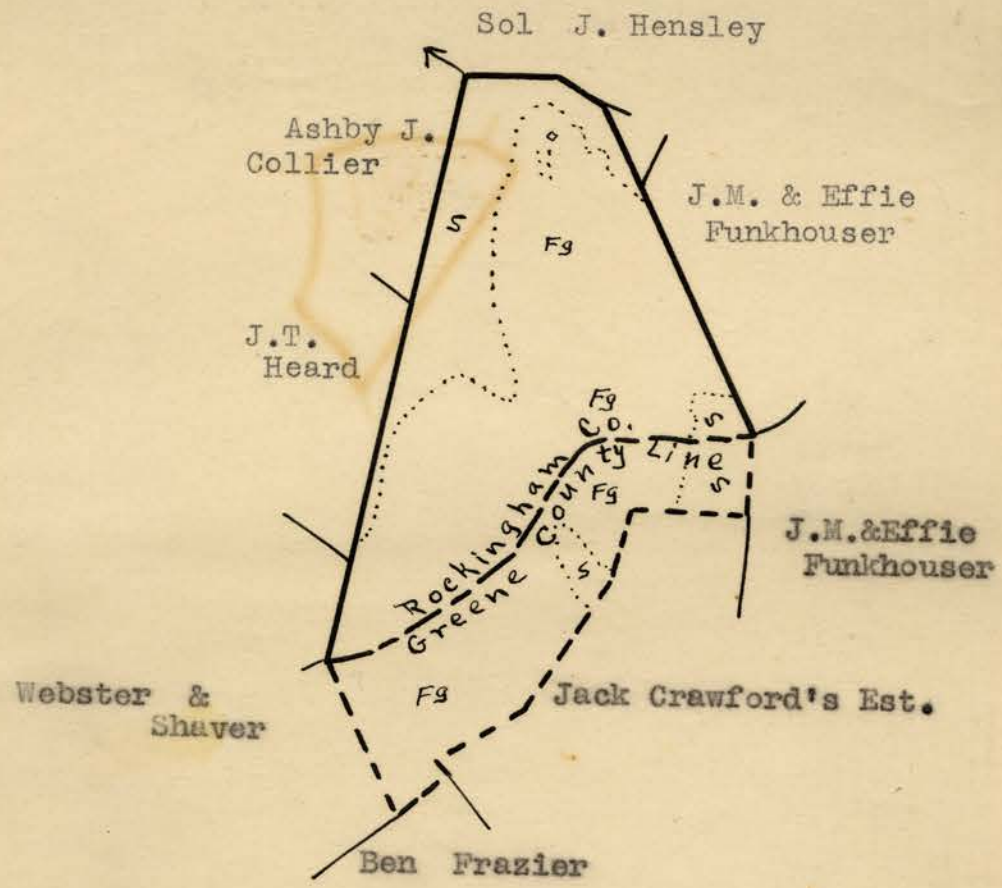 Sol J. Hensley
Ashby J.
Collier
J.M. & Effie
Funkhouser
S
Fg
J.T.
Heard
Fg
S
Rockingham Co.
Greene County Line
Fg
S
S
J.M.&Effie
Funkhouser
Webster &
Shaver
Fg
Jack Crawford's Est.
Ben Frazier